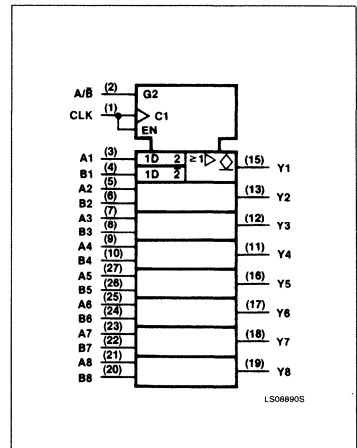 A/B̅ (2) G2
CLK (1) C1
EN
A1 (3) 1D 2 ≥1 ▷ (15) Y1
B1 (4) 1D 2̅
A2 (5) (13) Y2
B2 (6)
A3 (7) (12) Y3
B3 (8)
A4 (9) (11) Y4
B4 (10)
A5 (27) (16) Y5
B5 (26)
A6 (25) (17) Y6
B6 (24)
A7 (23) (18) Y7
B7 (22)
A8 (21) (19) Y8
B8 (20)
LS08890S